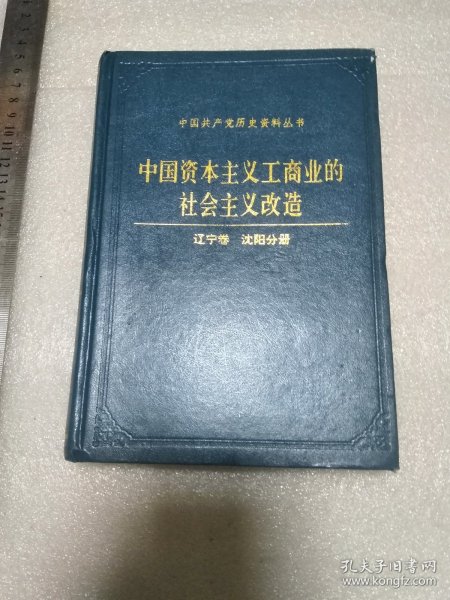 中国共产党历史资料丛书
中国资本主义工商业的
社会主义改造
辽宁卷 沈阳分册
孔夫子旧书网
www.kongfz.com